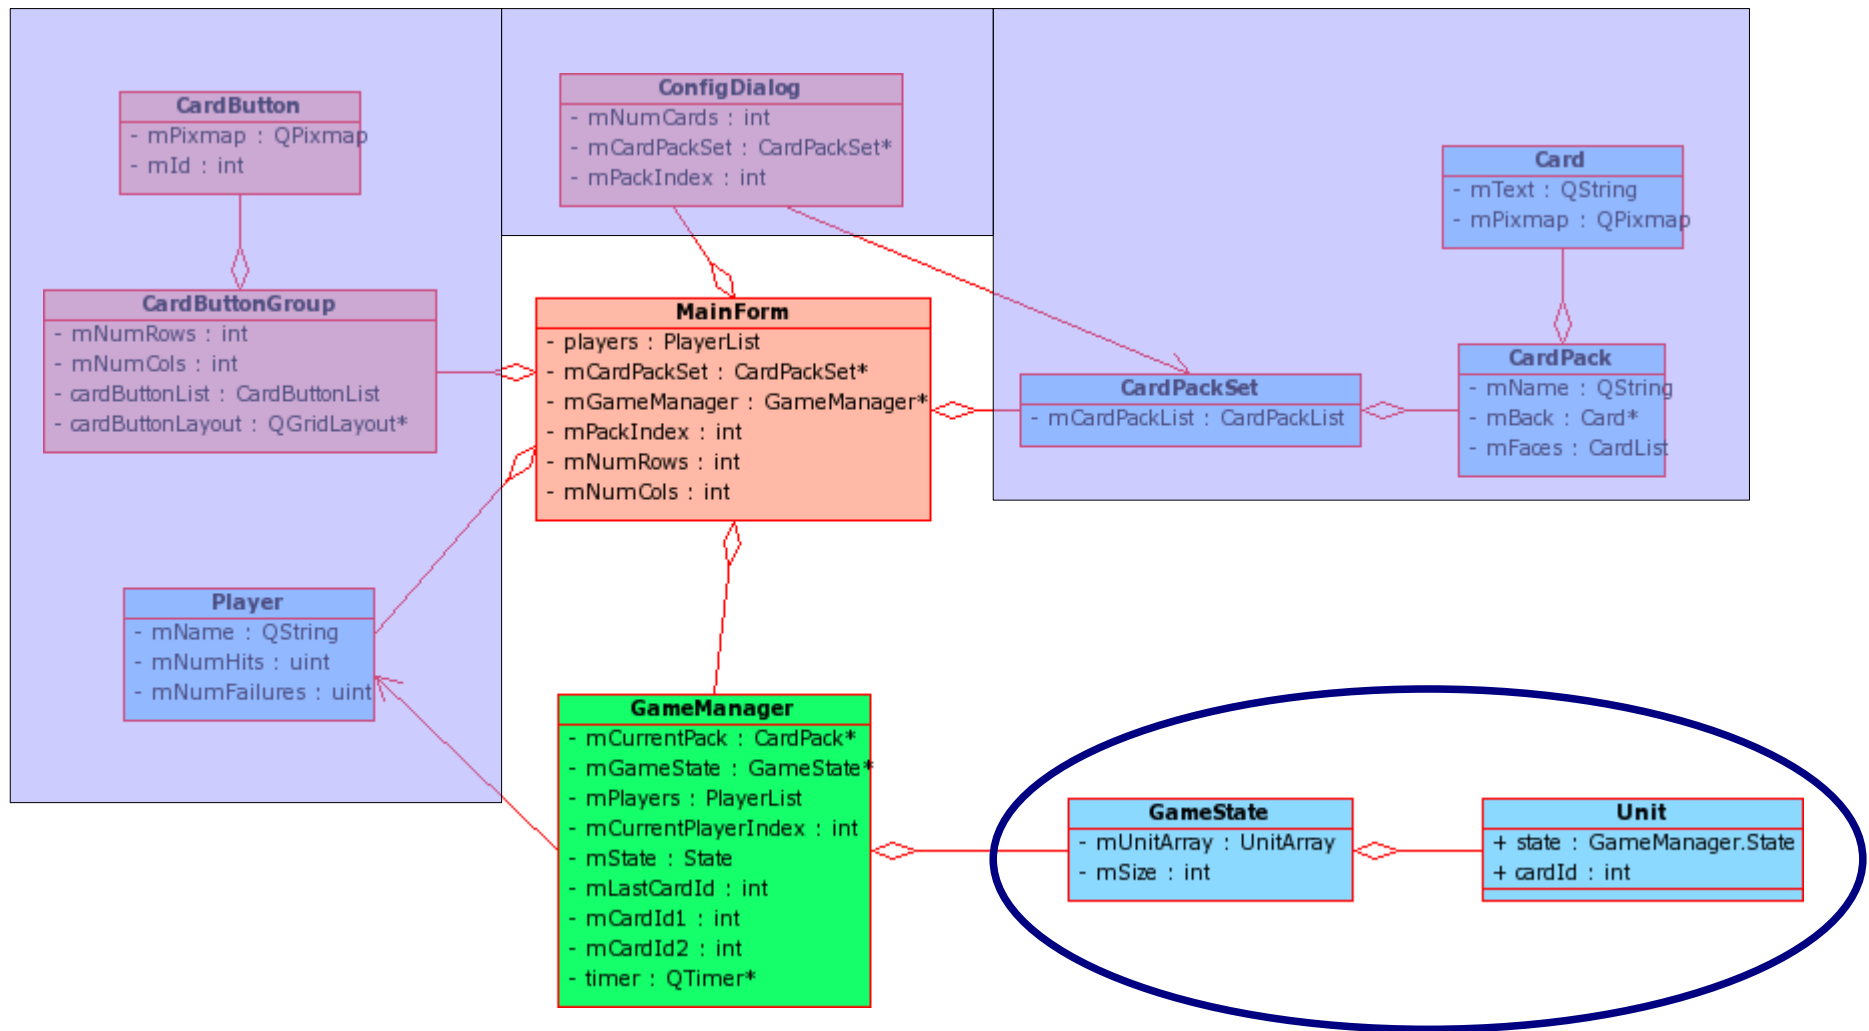 CardButton
- mPixmap : QPixmap
- mId : int
ConfigDialog
- mNumCards : int
- mCardPackSet : CardPackSet*
- mPackIndex : int
Card
- mText : QString
- mPixmap : QPixmap
CardButtonGroup
- mNumRows : int
- mNumCols : int
- cardButtonList : CardButtonList
- cardButtonLayout : QGridLayout*
MainForm
- players : PlayerList
- mCardPackSet : CardPackSet*
- mGameManager : GameManager*
- mPackIndex : int
- mNumRows : int
- mNumCols : int
CardPackSet
- mCardPackList : CardPackList
CardPack
- mName : QString
- mBack : Card*
- mFaces : CardList
Player
- mName : QString
- mNumHits : uint
- mNumFailures : uint
GameManager
- mCurrentPack : CardPack*
- mGameState : GameState*
- mPlayers : PlayerList
- mCurrentPlayerIndex : int
- mState : State
- mLastCardId : int
- mCardId1 : int
- mCardId2 : int
- timer : QTimer*
GameState
- mUnitArray : UnitArray
- mSize : int
Unit
+ state : GameManager.State
+ cardId : int